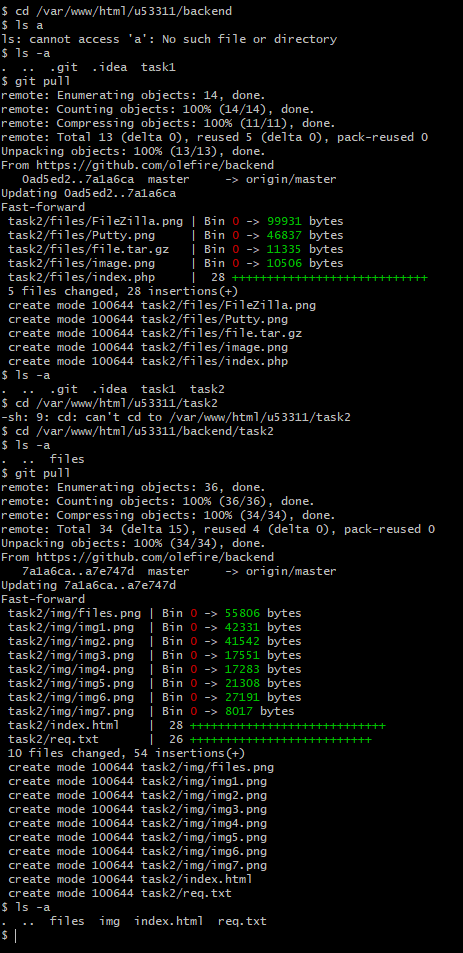 $ cd /var/www/html/u53311/backend
$ ls a
ls: cannot access 'a': No such file or directory
$ ls -a
.  ..  .git  .idea  task1
$ git pull
remote: Enumerating objects: 14, done.
remote: Counting objects: 100% (14/14), done.
remote: Compressing objects: 100% (11/11), done.
remote: Total 13 (delta 0), reused 5 (delta 0), pack-reused 0
Unpacking objects: 100% (13/13), done.
From https://github.com/olefire/backend
   0ad5ed2..7a1a6ca  master     -> origin/master
Updating 0ad5ed2..7a1a6ca
Fast-forward
 task2/files/FileZilla.png | Bin 0 -> 99931 bytes
 task2/files/Putty.png     | Bin 0 -> 46837 bytes
 task2/files/file.tar.gz   | Bin 0 -> 11335 bytes
 task2/files/image.png     | Bin 0 -> 10506 bytes
 task2/files/index.php     |  28 ++++++++++++++++++++++++++++
 5 files changed, 28 insertions(+)
 create mode 100644 task2/files/FileZilla.png
 create mode 100644 task2/files/Putty.png
 create mode 100644 task2/files/file.tar.gz
 create mode 100644 task2/files/image.png
 create mode 100644 task2/files/index.php
$ ls -a
.  ..  .git  .idea  task1  task2
$ cd /var/www/html/u53311/task2
-sh: 9: cd: can't cd to /var/www/html/u53311/task2
$ cd /var/www/html/u53311/backend/task2
$ ls -a
.  ..  files
$ git pull
remote: Enumerating objects: 36, done.
remote: Counting objects: 100% (36/36), done.
remote: Compressing objects: 100% (34/34), done.
remote: Total 34 (delta 15), reused 4 (delta 0), pack-reused 0
Unpacking objects: 100% (34/34), done.
From https://github.com/olefire/backend
   7a1a6ca..a7e747d  master     -> origin/master
Updating 7a1a6ca..a7e747d
Fast-forward
 task2/img/files.png | Bin 0 -> 55806 bytes
 task2/img/img1.png  | Bin 0 -> 42331 bytes
 task2/img/img2.png  | Bin 0 -> 41542 bytes
 task2/img/img3.png  | Bin 0 -> 17551 bytes
 task2/img/img4.png  | Bin 0 -> 17283 bytes
 task2/img/img5.png  | Bin 0 -> 21308 bytes
 task2/img/img6.png  | Bin 0 -> 27191 bytes
 task2/img/img7.png  | Bin 0 -> 8017 bytes
 task2/index.html    |  28 ++++++++++++++++++++++++++++
 task2/req.txt       |  26 ++++++++++++++++++++++++++
 10 files changed, 54 insertions(+)
 create mode 100644 task2/img/files.png
 create mode 100644 task2/img/img1.png
 create mode 100644 task2/img/img2.png
 create mode 100644 task2/img/img3.png
 create mode 100644 task2/img/img4.png
 create mode 100644 task2/img/img5.png
 create mode 100644 task2/img/img6.png
 create mode 100644 task2/img/img7.png
 create mode 100644 task2/index.html
 create mode 100644 task2/req.txt
$ ls -a
.  ..  files  img  index.html  req.txt
$